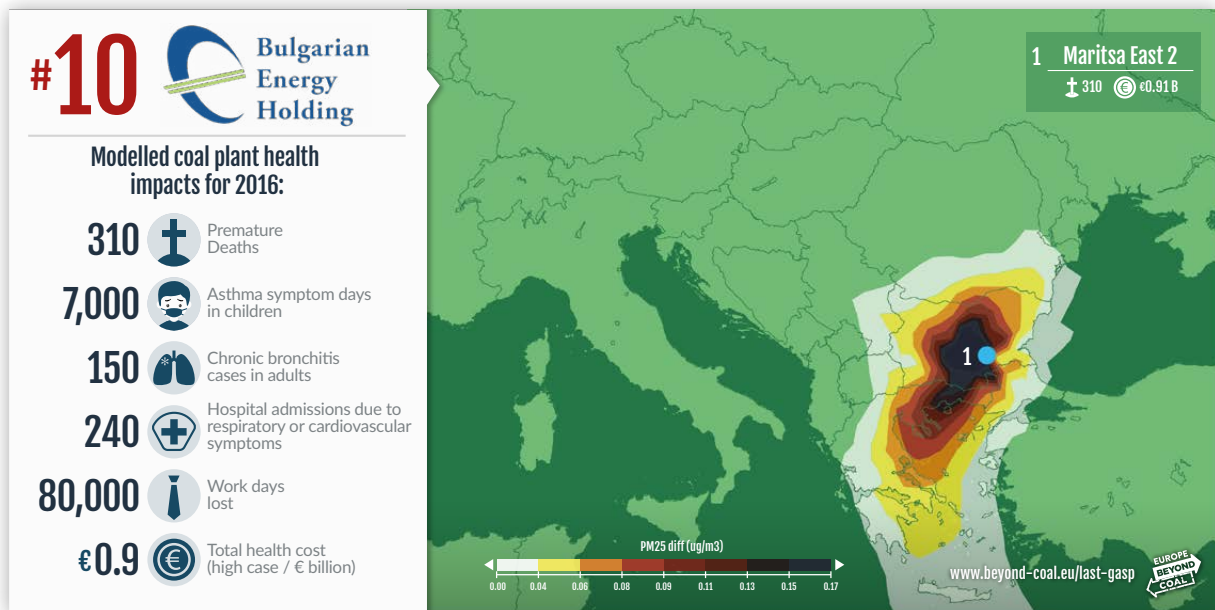 #10
Bulgarian
Energy
Holding
Modelled coal plant health
impacts for 2016:
310
Premature
Deaths
7,000
Asthma symptom days
in children
150
Chronic bronchitis
cases in adults
240
Hospital admissions due to
respiratory or cardiovascular
symptoms
80,000
Work days
lost
€0.9
Total health cost
(high case / € billion)
1 Maritsa East 2
310 €0.91 B
1
PM25 diff (ug/m3)
0.00 0.04 0.06 0.08 0.09 0.11 0.13 0.15 0.17
www.beyond-coal.eu/last-gasp
EUROPE
BEYOND
COAL